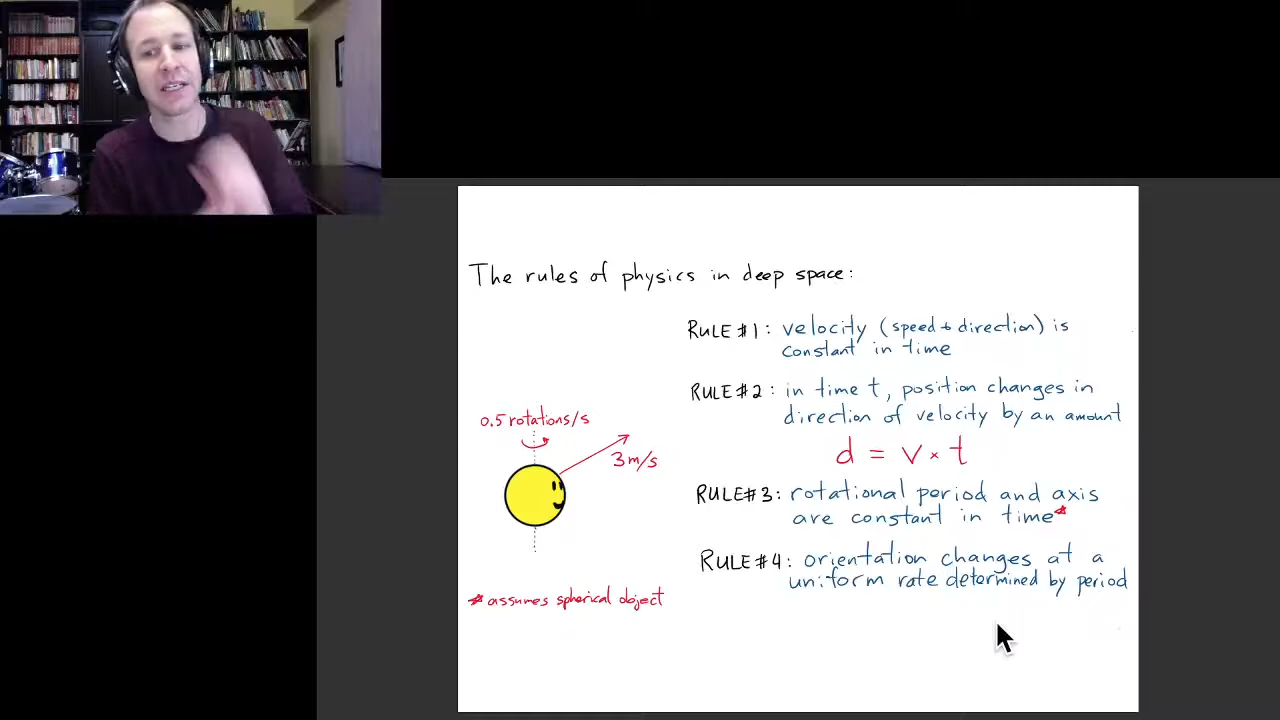 The rules of physics in deep space:
RULE #1: velocity (speed + direction) is
constant in time
RULE #2: in time t, position changes in
direction of velocity by an amount
d = v × t
RULE #3: rotational period and axis
are constant in time*
RULE #4: orientation changes at a
uniform rate determined by period
0.5 rotations/s
3 m/s
* assumes spherical object